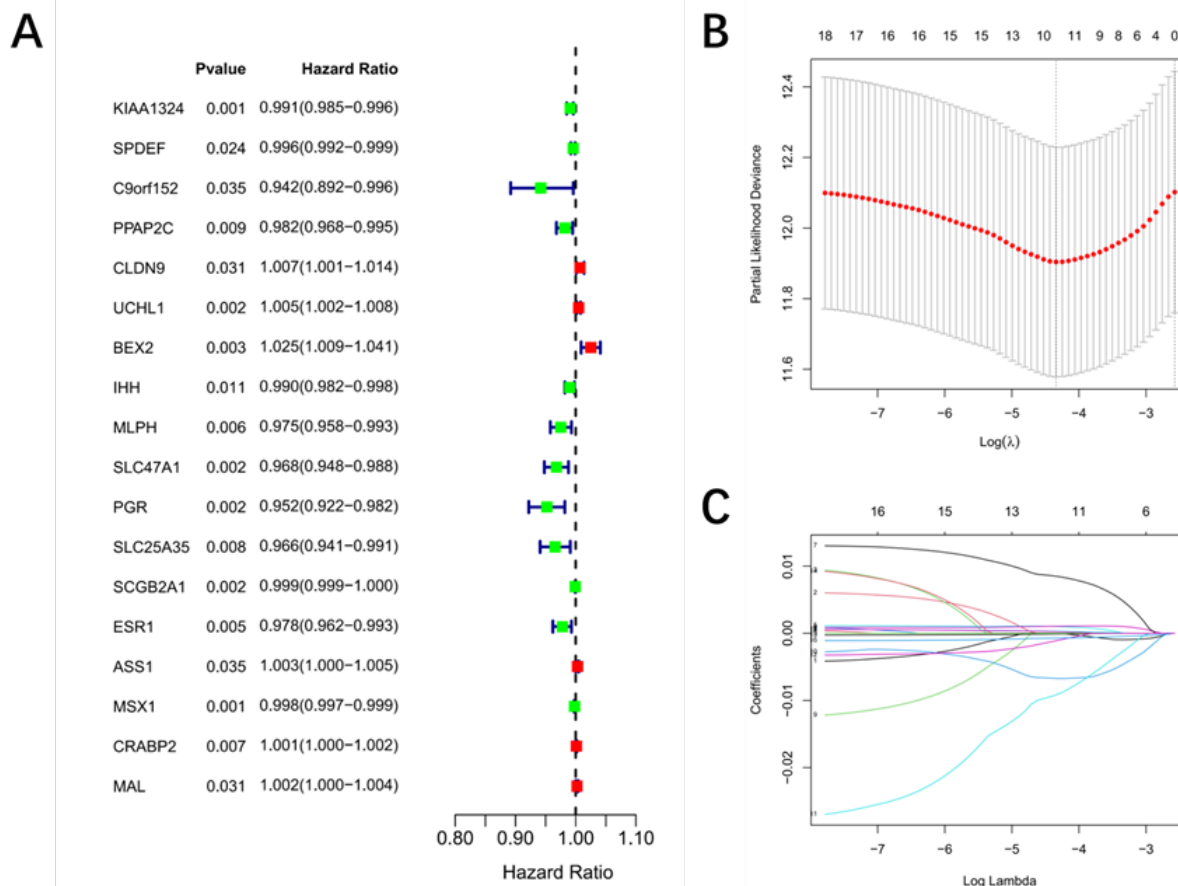 A
Pvalue Hazard Ratio
KIAA1324 0.001 0.991(0.985−0.996)
SPDEF 0.024 0.996(0.992−0.999)
C9orf152 0.035 0.942(0.892−0.996)
PPAP2C 0.009 0.982(0.968−0.995)
CLDN9 0.031 1.007(1.001−1.014)
UCHL1 0.002 1.005(1.002−1.008)
BEX2 0.003 1.025(1.009−1.041)
IHH 0.011 0.990(0.982−0.998)
MLPH 0.006 0.975(0.958−0.993)
SLC47A1 0.002 0.968(0.948−0.988)
PGR 0.002 0.952(0.922−0.982)
SLC25A35 0.008 0.966(0.941−0.991)
SCGB2A1 0.002 0.999(0.999−1.000)
ESR1 0.005 0.978(0.962−0.993)
ASS1 0.035 1.003(1.000−1.005)
MSX1 0.001 0.998(0.997−0.999)
CRABP2 0.007 1.001(1.000−1.002)
MAL 0.031 1.002(1.000−1.004)
0.80 0.90 1.00 1.10
Hazard Ratio
B
18 17 16 16 15 15 13 10 11 9 8 6 4 0
12.4
12.2
12.0
11.8
11.6
Partial Likelihood Deviance
−7 −6 −5 −4 −3
Log(λ)
C
16 15 13 11 6
0.01
0.00
−0.01
−0.02
Coefficients
7
2
9
11
−7 −6 −5 −4 −3
Log Lambda